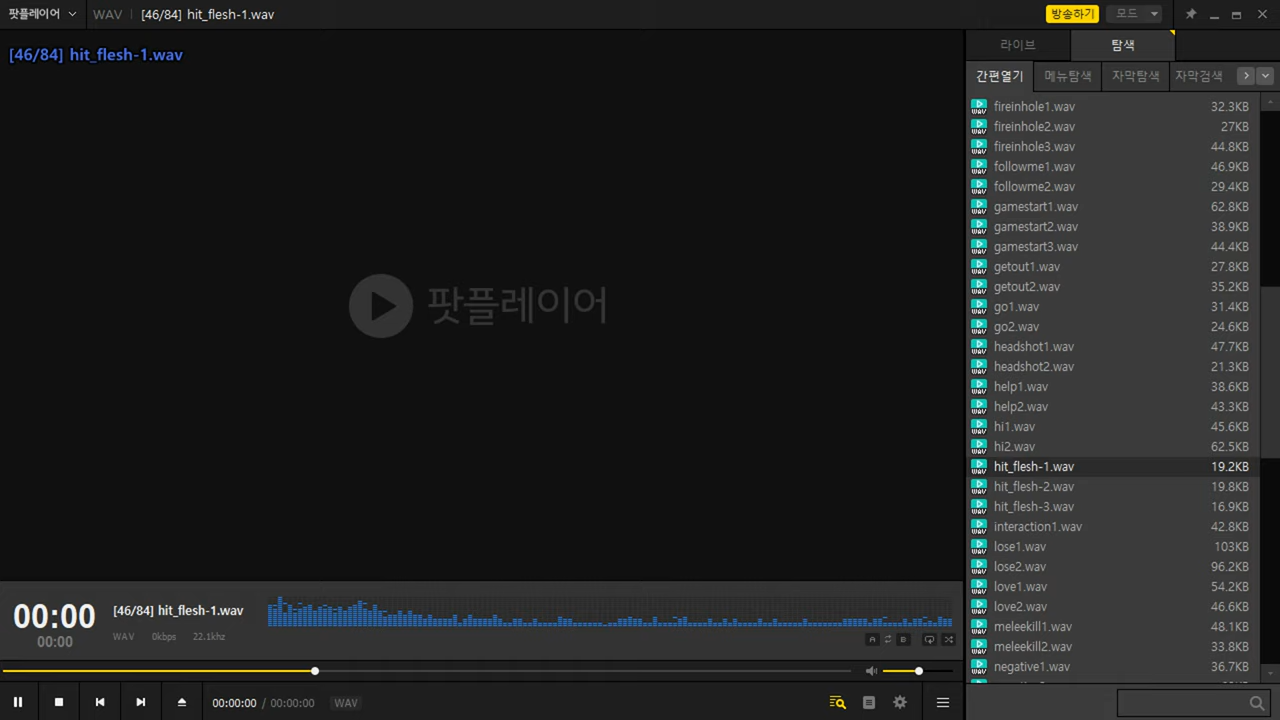 팟플레이어 WAV [46/84] hit_flesh-1.wav 방송하기 모드
[46/84] hit_flesh-1.wav
라이브 탐색
간편열기 메뉴탐색 자막탐색 자막검색
fireinhole1.wav 32.3KB
fireinhole2.wav 27KB
fireinhole3.wav 44.8KB
followme1.wav 46.9KB
followme2.wav 29.4KB
gamestart1.wav 62.8KB
gamestart2.wav 38.9KB
gamestart3.wav 44.4KB
getout1.wav 27.8KB
getout2.wav 35.2KB
go1.wav 31.4KB
go2.wav 24.6KB
headshot1.wav 47.7KB
headshot2.wav 21.3KB
help1.wav 38.6KB
help2.wav 43.3KB
hi1.wav 45.6KB
hi2.wav 62.5KB
hit_flesh-1.wav 19.2KB
hit_flesh-2.wav 19.8KB
hit_flesh-3.wav 16.9KB
interaction1.wav 42.8KB
lose1.wav 103KB
lose2.wav 96.2KB
love1.wav 54.2KB
love2.wav 46.6KB
meleekill1.wav 48.1KB
meleekill2.wav 33.8KB
negative1.wav 36.7KB
팟플레이어
00:00 [46/84] hit_flesh-1.wav
00:00 WAV 0kbps 22.1khz A B
00:00:00 / 00:00:00 WAV